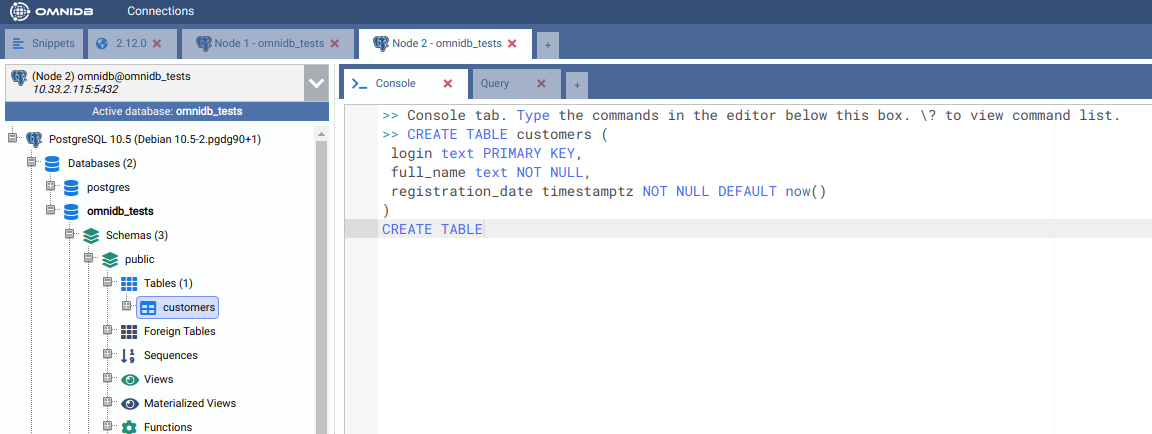 OMNIDB Connections
Snippets 2.12.0 Node 1 - omnidb_tests Node 2 - omnidb_tests +
(Node 2) omnidb@omnidb_tests
10.33.2.115:5432
Active database: omnidb_tests
PostgreSQL 10.5 (Debian 10.5-2.pgdg90+1)
Databases (2)
postgres
omnidb_tests
Schemas (3)
public
Tables (1)
customers
Foreign Tables
Sequences
Views
Materialized Views
Functions
Console Query +
>> Console tab. Type the commands in the editor below this box. \? to view command list.
>> CREATE TABLE customers (
login text PRIMARY KEY,
full_name text NOT NULL,
registration_date timestamptz NOT NULL DEFAULT now()
)
CREATE TABLE